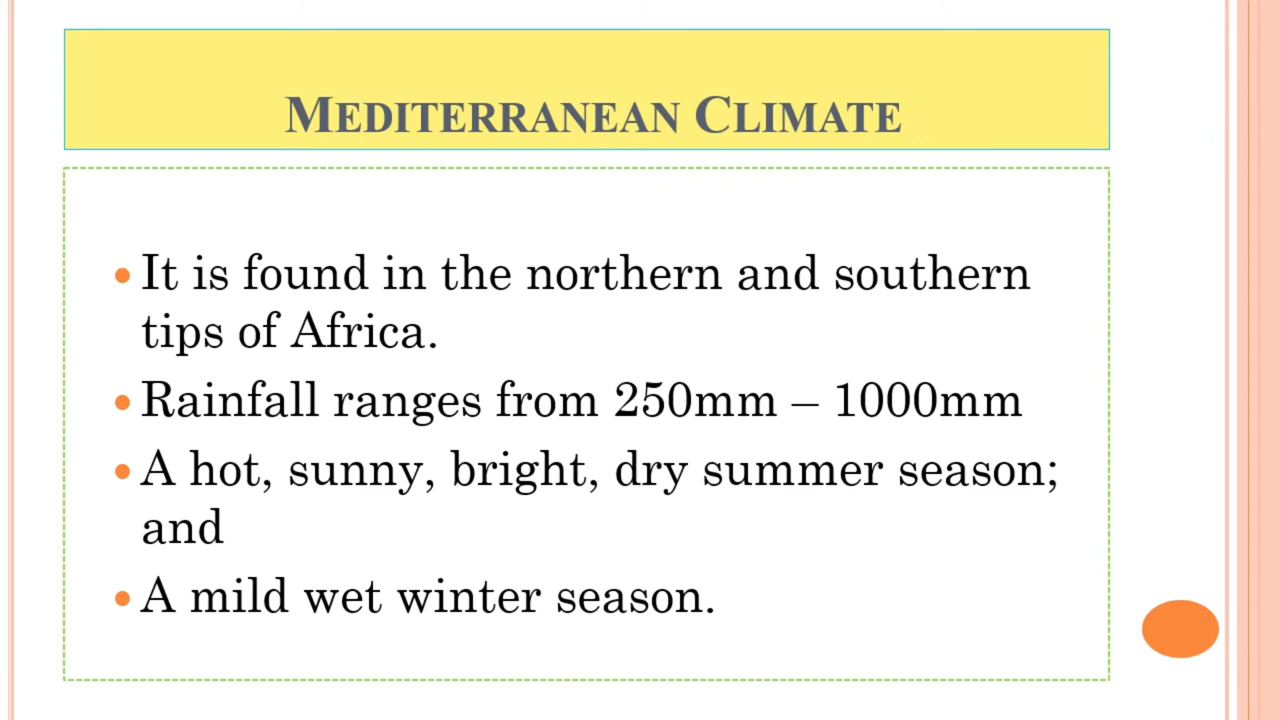 MEDITERRANEAN CLIMATE
• It is found in the northern and southern
tips of Africa.
• Rainfall ranges from 250mm – 1000mm
• A hot, sunny, bright, dry summer season;
and
• A mild wet winter season.